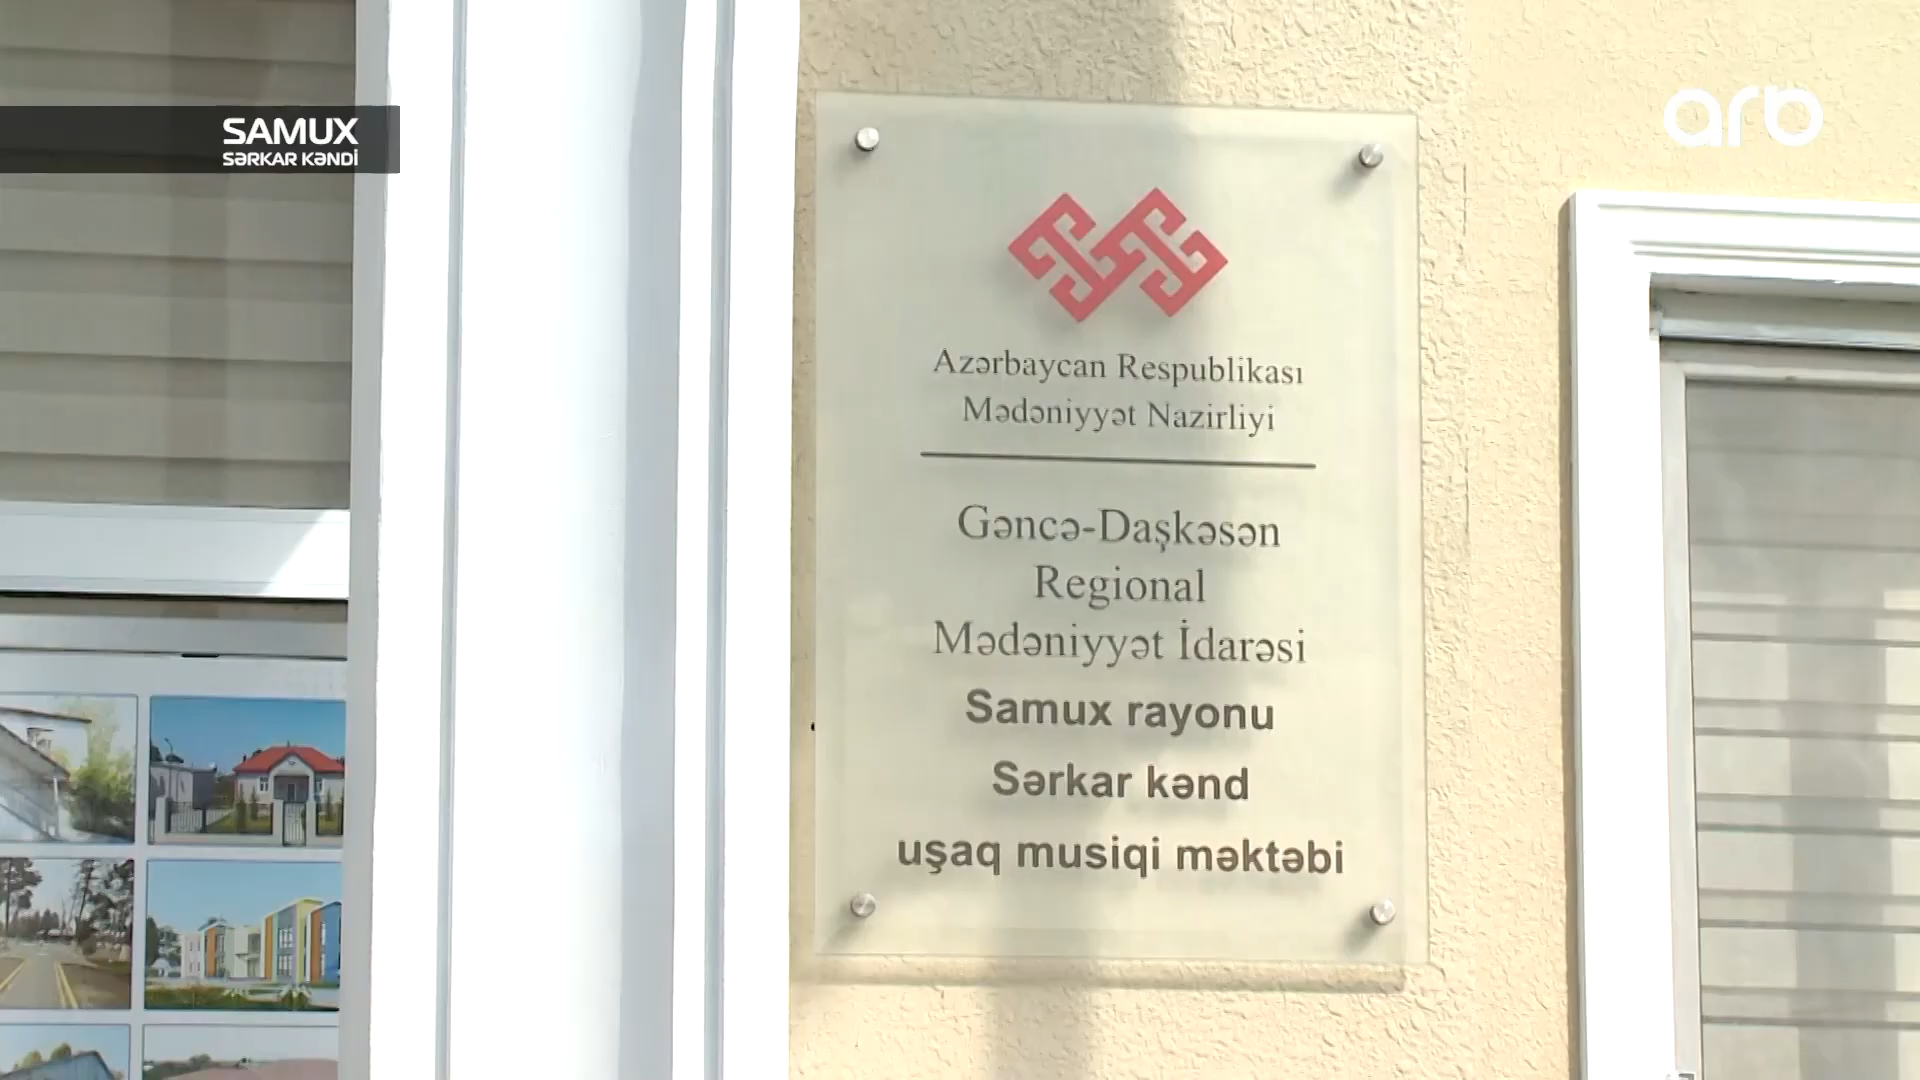 SAMUX
SƏRKAR KƏNDİ
arb
Azərbaycan Respublikası
Mədəniyyət Nazirliyi
Gəncə-Daşkəsən
Regional
Mədəniyyət İdarəsi
Samux rayonu
Sərkar kənd
uşaq musiqi məktəbi